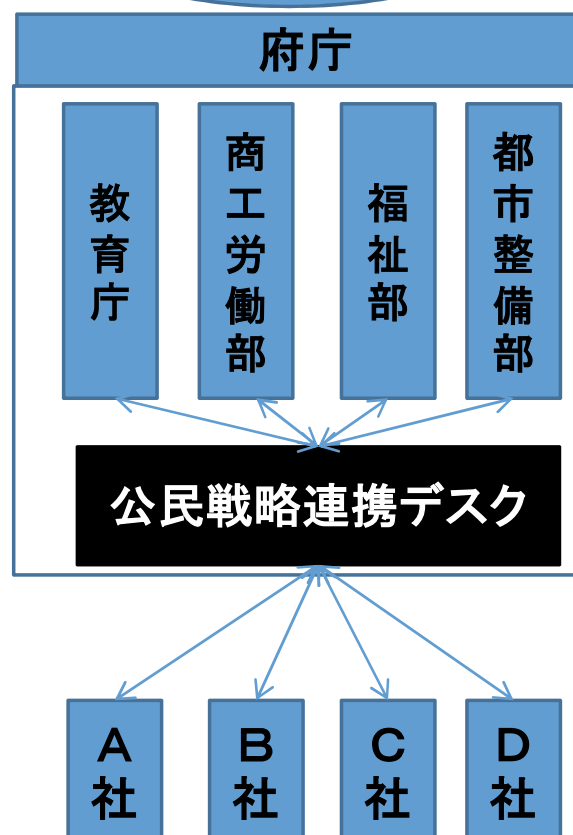 府庁
教育庁
商工労働部
福祉部
都市整備部
公民戦略連携デスク
A社
B社
C社
D社